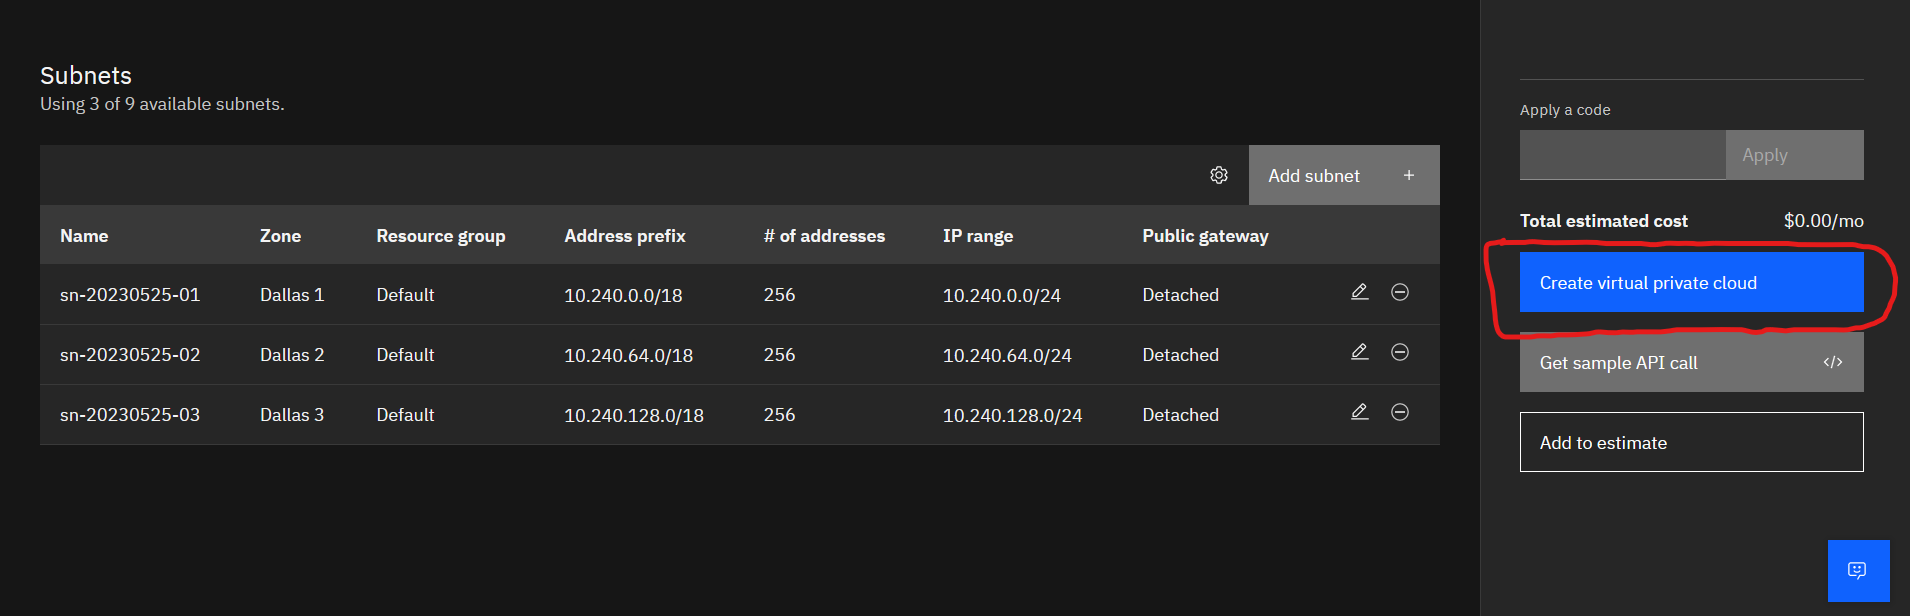 Subnets
Using 3 of 9 available subnets.
Add subnet +
Name Zone Resource group Address prefix # of addresses IP range Public gateway
sn-20230525-01 Dallas 1 Default 10.240.0.0/18 256 10.240.0.0/24 Detached
sn-20230525-02 Dallas 2 Default 10.240.64.0/18 256 10.240.64.0/24 Detached
sn-20230525-03 Dallas 3 Default 10.240.128.0/18 256 10.240.128.0/24 Detached
Apply a code
Apply
Total estimated cost $0.00/mo
Create virtual private cloud
Get sample API call </>
Add to estimate